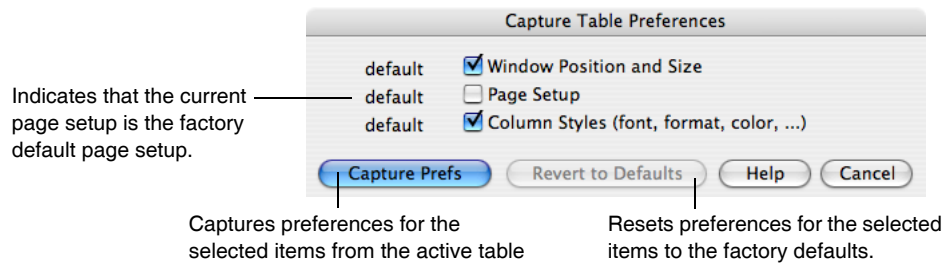 Capture Table Preferences
default Window Position and Size
default Page Setup
default Column Styles (font, format, color, ...)
Indicates that the current
page setup is the factory
default page setup.
Capture Prefs Revert to Defaults Help Cancel
Captures preferences for the
selected items from the active table
Resets preferences for the selected
items to the factory defaults.